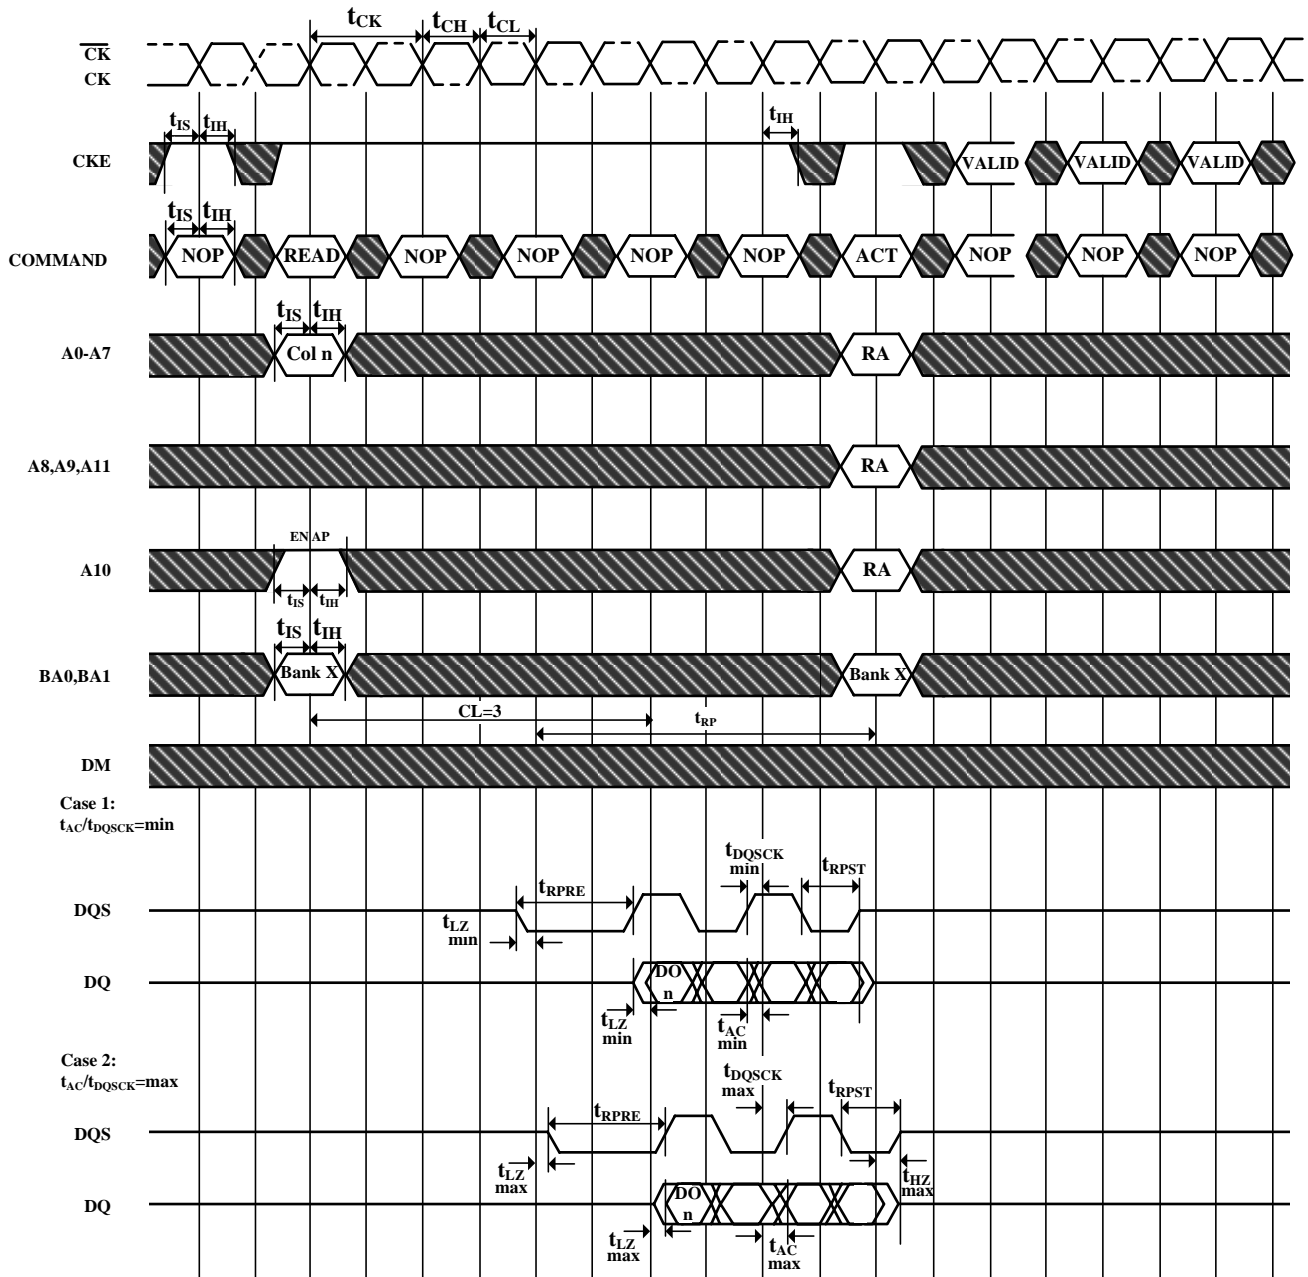 tCK tCH tCL
CK
CK
tIS tIH tIH
CKE VALID VALID VALID
tIS tIH
COMMAND NOP READ NOP NOP NOP NOP ACT NOP NOP NOP
tIS tIH
A0-A7 Col n RA
A8,A9,A11 RA
EN AP
A10 RA
tIS tIH
tIS tIH
BA0,BA1 Bank X Bank X
CL=3 tRP
DM
Case 1:
tAC/tDQSCK=min
tDQSCK min tRPST
tRPRE
DQS
tLZ min
DQ DO n
tLZ min tAC min
Case 2:
tAC/tDQSCK=max
tDQSCK max tRPST
tRPRE
DQS
tLZ max tHZ max
DQ DO n
tLZ max tAC max